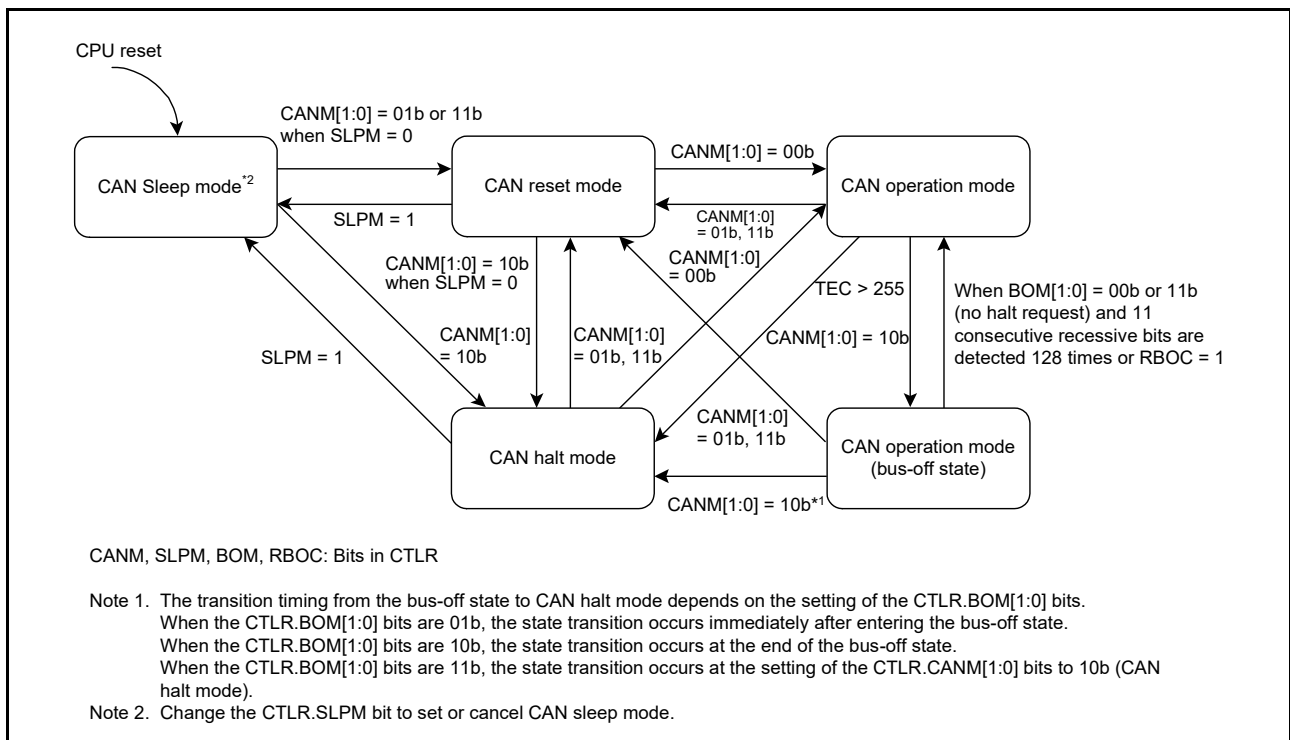 CPU reset
CANM[1:0] = 01b or 11b
when SLPM = 0
CAN Sleep mode*2
CAN reset mode
CANM[1:0] = 00b
CAN operation mode
SLPM = 1
CANM[1:0]
= 01b, 11b
CANM[1:0] = 10b
when SLPM = 0
CANM[1:0]
= 00b
TEC > 255
When BOM[1:0] = 00b or 11b
(no halt request) and 11
consecutive recessive bits are
detected 128 times or RBOC = 1
SLPM = 1
CANM[1:0]
= 10b
CANM[1:0]
= 01b, 11b
CANM[1:0] = 10b
CAN halt mode
CANM[1:0]
= 01b, 11b
CAN operation mode
(bus-off state)
CANM[1:0] = 10b*1
CANM, SLPM, BOM, RBOC: Bits in CTLR
Note 1. The transition timing from the bus-off state to CAN halt mode depends on the setting of the CTLR.BOM[1:0] bits.
When the CTLR.BOM[1:0] bits are 01b, the state transition occurs immediately after entering the bus-off state.
When the CTLR.BOM[1:0] bits are 10b, the state transition occurs at the end of the bus-off state.
When the CTLR.BOM[1:0] bits are 11b, the state transition occurs at the setting of the CTLR.CANM[1:0] bits to 10b (CAN
halt mode).
Note 2. Change the CTLR.SLPM bit to set or cancel CAN sleep mode.